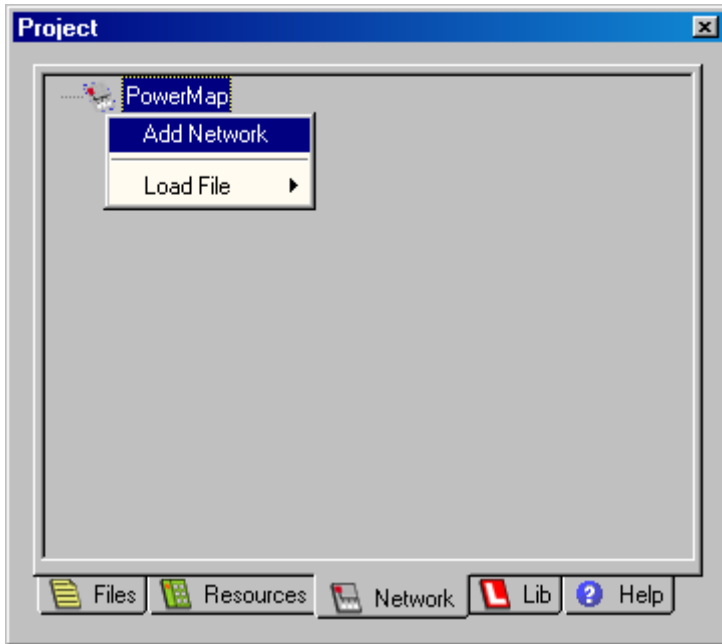 Project
PowerMap
Add Network
Load File
Files Resources Network Lib Help